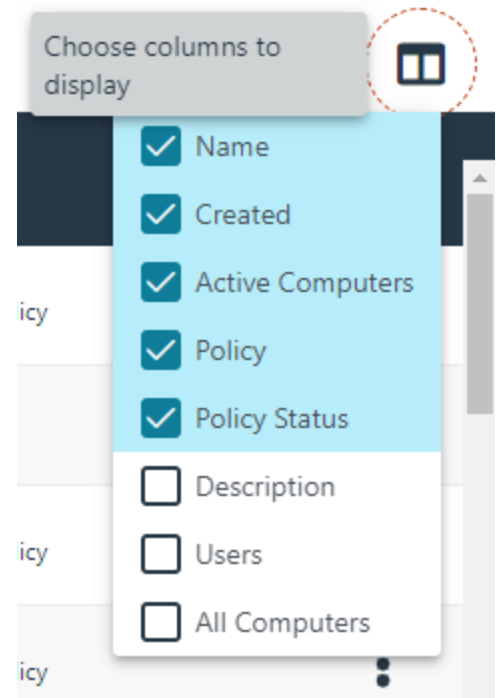 Choose columns to
display
Name
Created
Active Computers
icy
Policy
Policy Status
Description
icy
Users
All Computers
icy